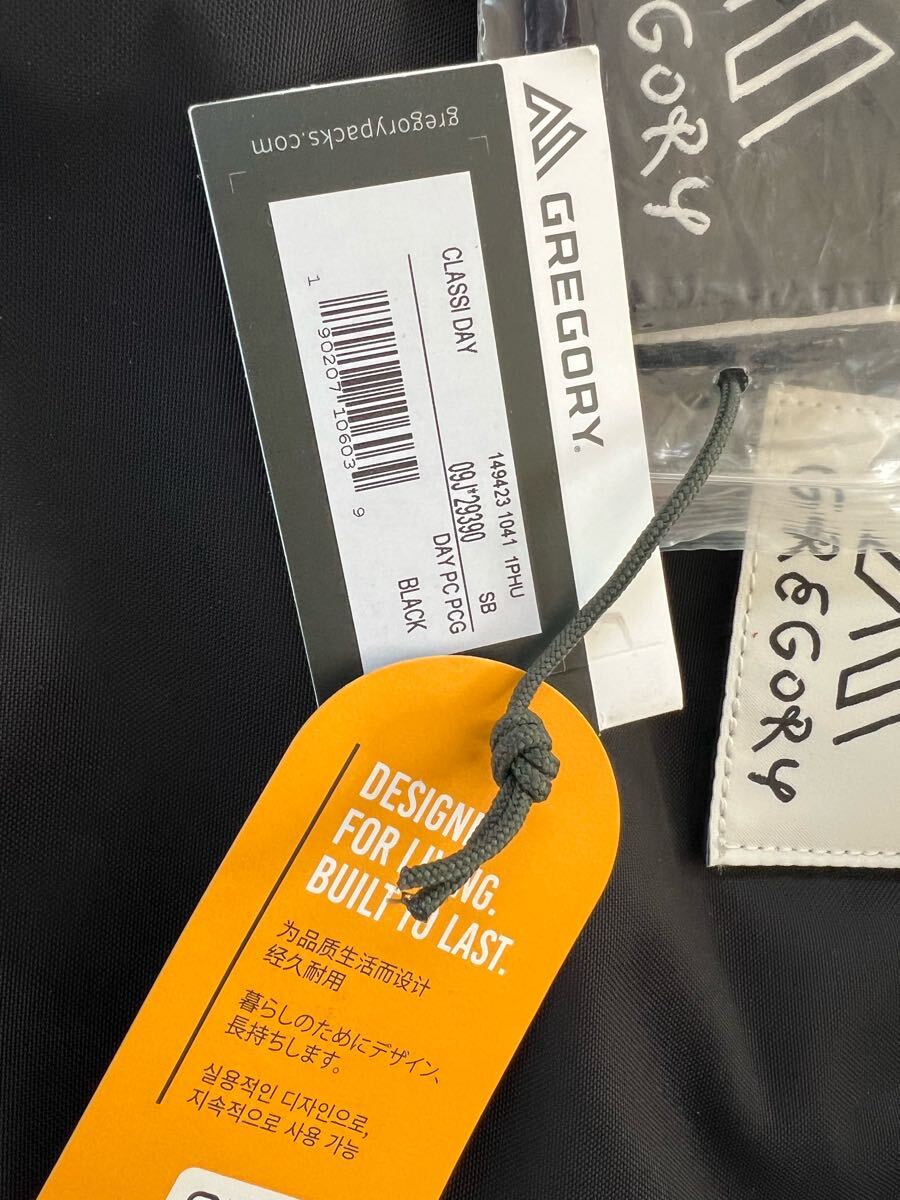 GREGORY
gregorypacks.com
GREGORY
149423 1041 1PHU
CLASSI DAY
09J*29390
SB
DAY PC PCG
BLACK
1 90207 10603 9
GREGORY
为品质生活而设计
经久耐用
FOR
BUILT TO LAST.
暮らしのためにデザイン、
長持ちします。
실용적인 디자인으로,
지속적으로 사용 가능